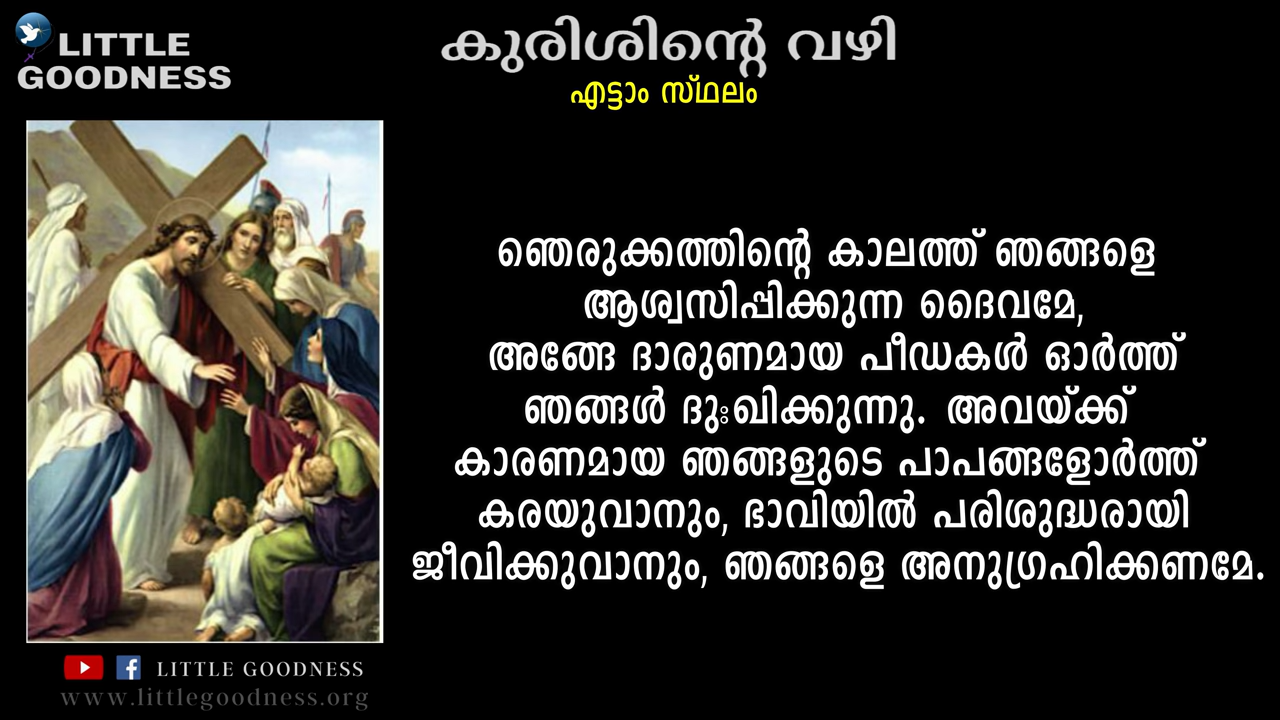 LITTLE
GOODNESS
കുരിശിന്റെ വഴി
എട്ടാം സ്ഥലം
ഞെരുക്കത്തിന്റെ കാലത്ത് ഞങ്ങളെ
ആശ്വസിപ്പിക്കുന്ന ദൈവമേ,
അങ്ങേ ദാരുണമായ പീഡകൾ ഓർത്ത്
ഞങ്ങൾ ദുഃഖിക്കുന്നു. അവയ്ക്ക്
കാരണമായ ഞങ്ങളുടെ പാപങ്ങളോർത്ത്
കരയുവാനും, ഭാവിയിൽ പരിശുദ്ധരായി
ജീവിക്കുവാനും, ഞങ്ങളെ അനുഗ്രഹിക്കണമേ.
LITTLE GOODNESS
www.littlegoodness.org